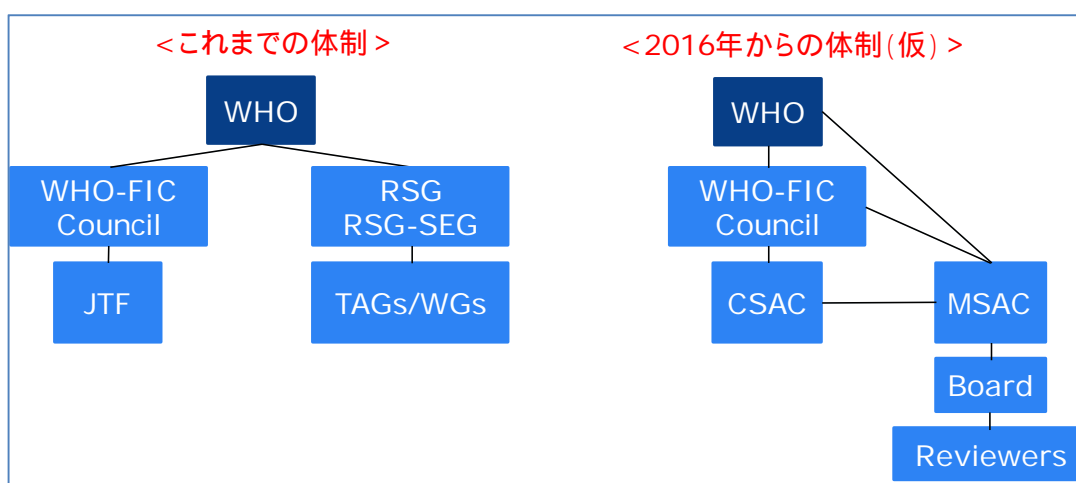 <これまでの体制>
WHO
WHO-FIC
Council
RSG
RSG-SEG
JTF
TAGs/WGs
<2016年からの体制(仮)>
WHO
WHO-FIC
Council
CSAC
MSAC
Board
Reviewers